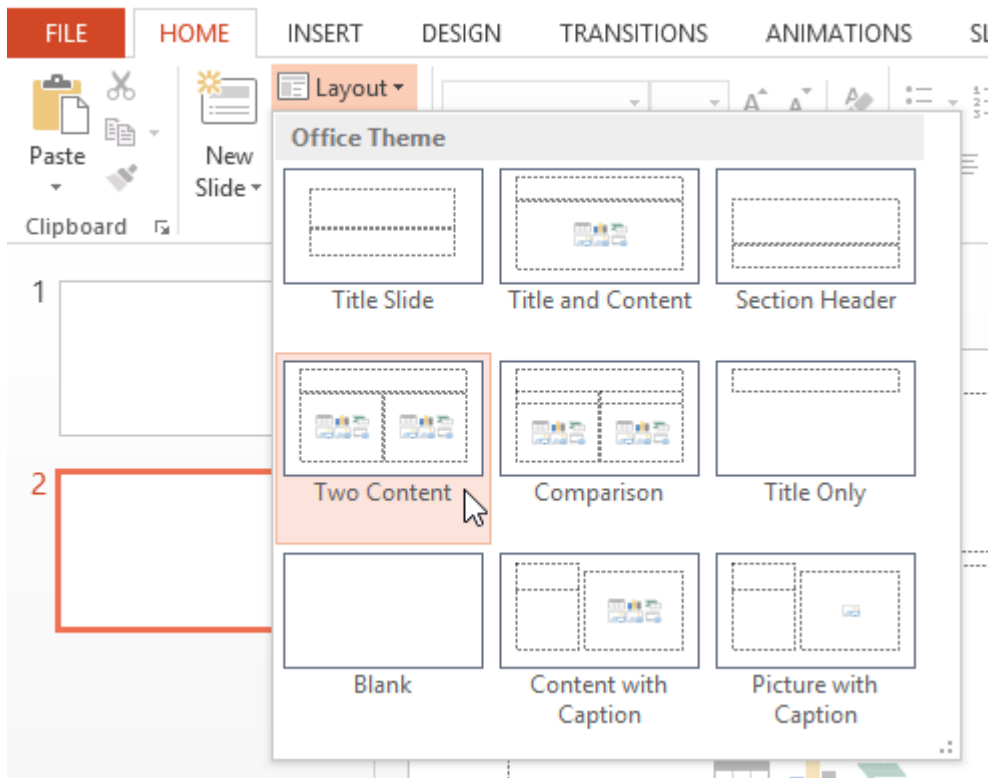 FILE HOME INSERT DESIGN TRANSITIONS ANIMATIONS
Layout
Paste
New
Slide
Clipboard
Office Theme
Title Slide Title and Content Section Header
Two Content Comparison Title Only
Blank Content with
Caption Picture with
Caption
1
2